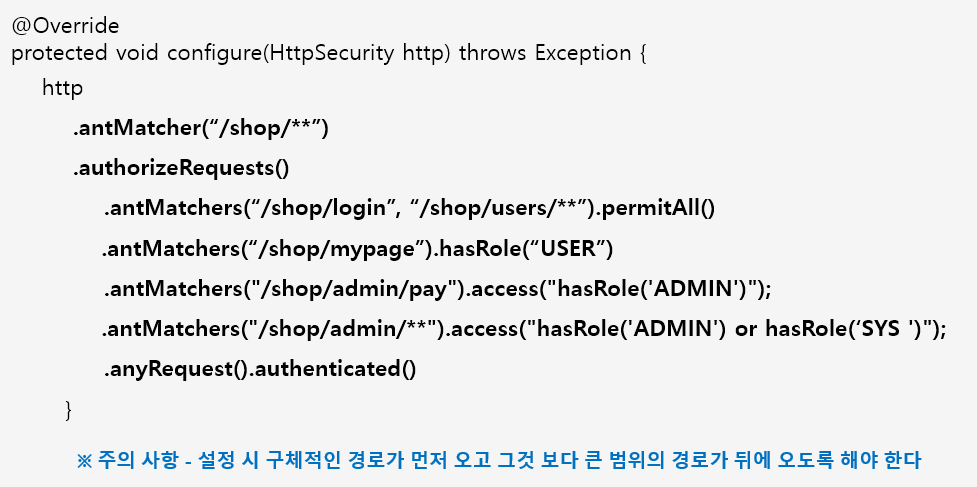 @Override
protected void configure(HttpSecurity http) throws Exception {
http
.antMatcher(“/shop/**”)
.authorizeRequests()
.antMatchers(“/shop/login”, “/shop/users/**”).permitAll()
.antMatchers(“/shop/mypage”).hasRole(“USER”)
.antMatchers("/shop/admin/pay").access("hasRole('ADMIN')");
.antMatchers("/shop/admin/**").access("hasRole('ADMIN') or hasRole(‘SYS ')");
.anyRequest().authenticated()
}
※ 주의 사항 - 설정 시 구체적인 경로가 먼저 오고 그것 보다 큰 범위의 경로가 뒤에 오도록 해야 한다